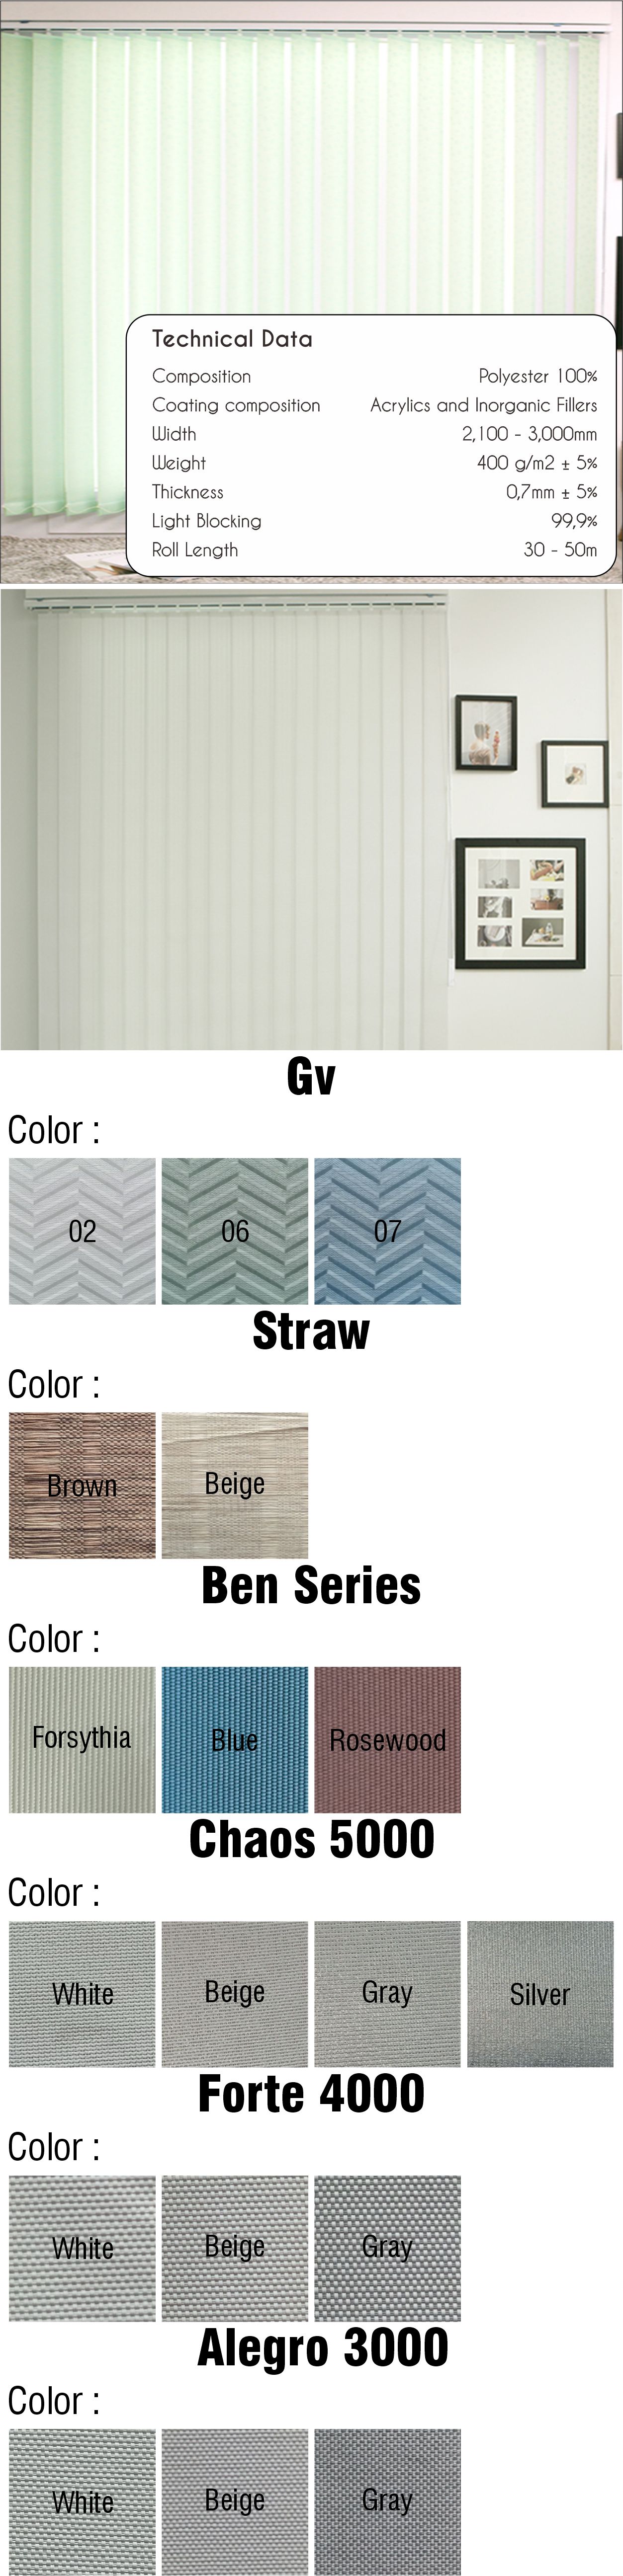 Technical Data
Composition Polyester 100%
Coating composition Acrylics and Inorganic Fillers
Width 2,100 - 3,000mm
Weight 400 g/m2 ± 5%
Thickness 0,7mm ± 5%
Light Blocking 99,9%
Roll Length 30 - 50m
Gv
Color :
02 06 07
Straw
Color :
Brown Beige
Ben Series
Color :
Forsythia Blue Rosewood
Chaos 5000
Color :
White Beige Gray Silver
Forte 4000
Color :
White Beige Gray
Alegro 3000
Color :
White Beige Gray